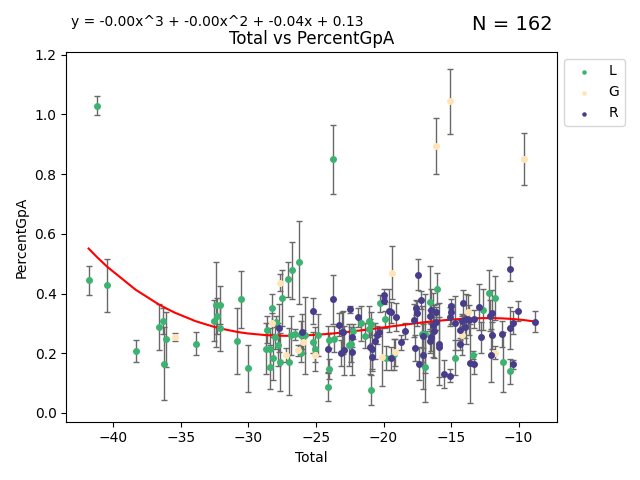 y = -0.00x^3 + -0.00x^2 + -0.04x + 0.13
N = 162
Total vs PercentGpA
1.2
1.0
0.8
0.6
0.4
0.2
0.0
PercentGpA
−40
−35
−30
−25
−20
−15
−10
Total
L
G
R